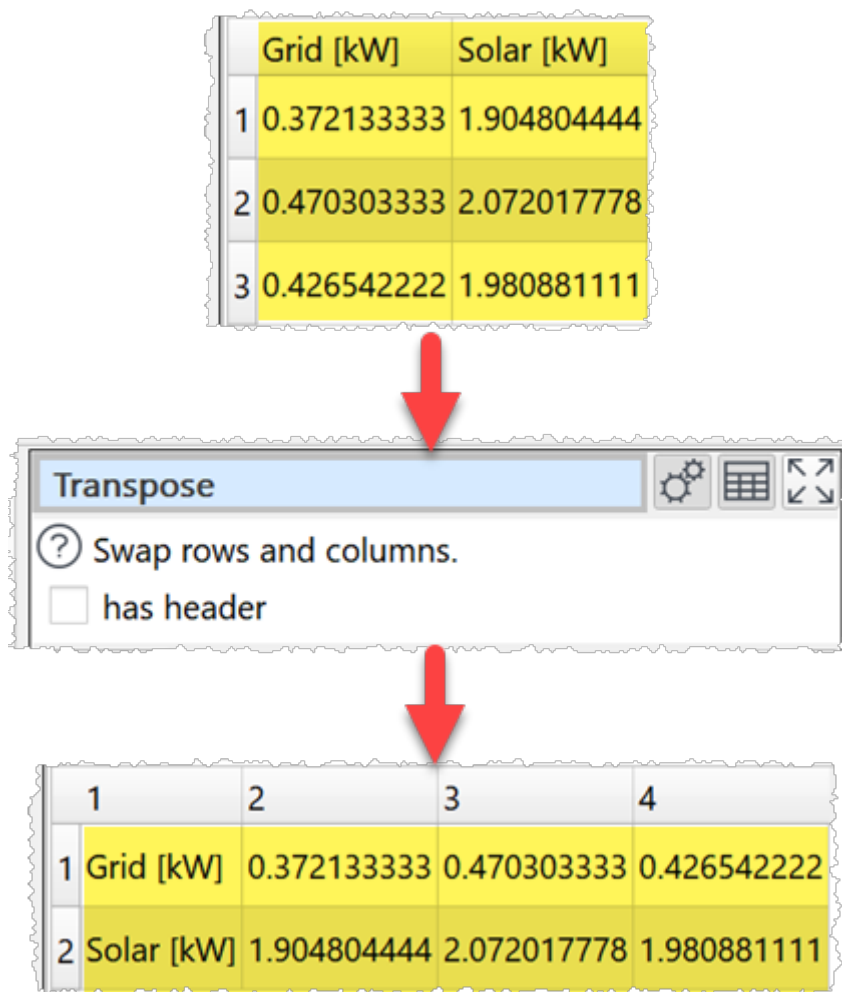 Grid [kW] Solar [kW]
1 0.372133333 1.904804444
2 0.470303333 2.072017778
3 0.426542222 1.980881111
Transpose
? Swap rows and columns.
has header
1 2 3 4
1 Grid [kW] 0.372133333 0.470303333 0.426542222
2 Solar [kW] 1.904804444 2.072017778 1.980881111